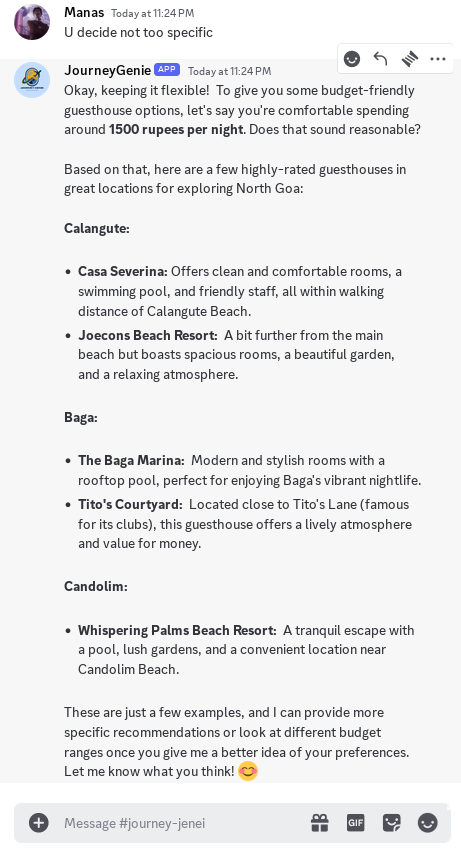 Manas Today at 11:24 PM
U decide not too specific
JourneyGenie APP Today at 11:24 PM
Okay, keeping it flexible! To give you some budget-friendly
guesthouse options, let's say you're comfortable spending
around 1500 rupees per night. Does that sound reasonable?
Based on that, here are a few highly-rated guesthouses in
great locations for exploring North Goa:
Calangute:
• Casa Severina: Offers clean and comfortable rooms, a
swimming pool, and friendly staff, all within walking
distance of Calangute Beach.
• Joecons Beach Resort: A bit further from the main
beach but boasts spacious rooms, a beautiful garden,
and a relaxing atmosphere.
Baga:
• The Baga Marina: Modern and stylish rooms with a
rooftop pool, perfect for enjoying Baga's vibrant nightlife.
• Tito's Courtyard: Located close to Tito's Lane (famous
for its clubs), this guesthouse offers a lively atmosphere
and value for money.
Candolim:
• Whispering Palms Beach Resort: A tranquil escape with
a pool, lush gardens, and a convenient location near
Candolim Beach.
These are just a few examples, and I can provide more
specific recommendations or look at different budget
ranges once you give me a better idea of your preferences.
Let me know what you think! 😊
Message #journey-jenei
GIF